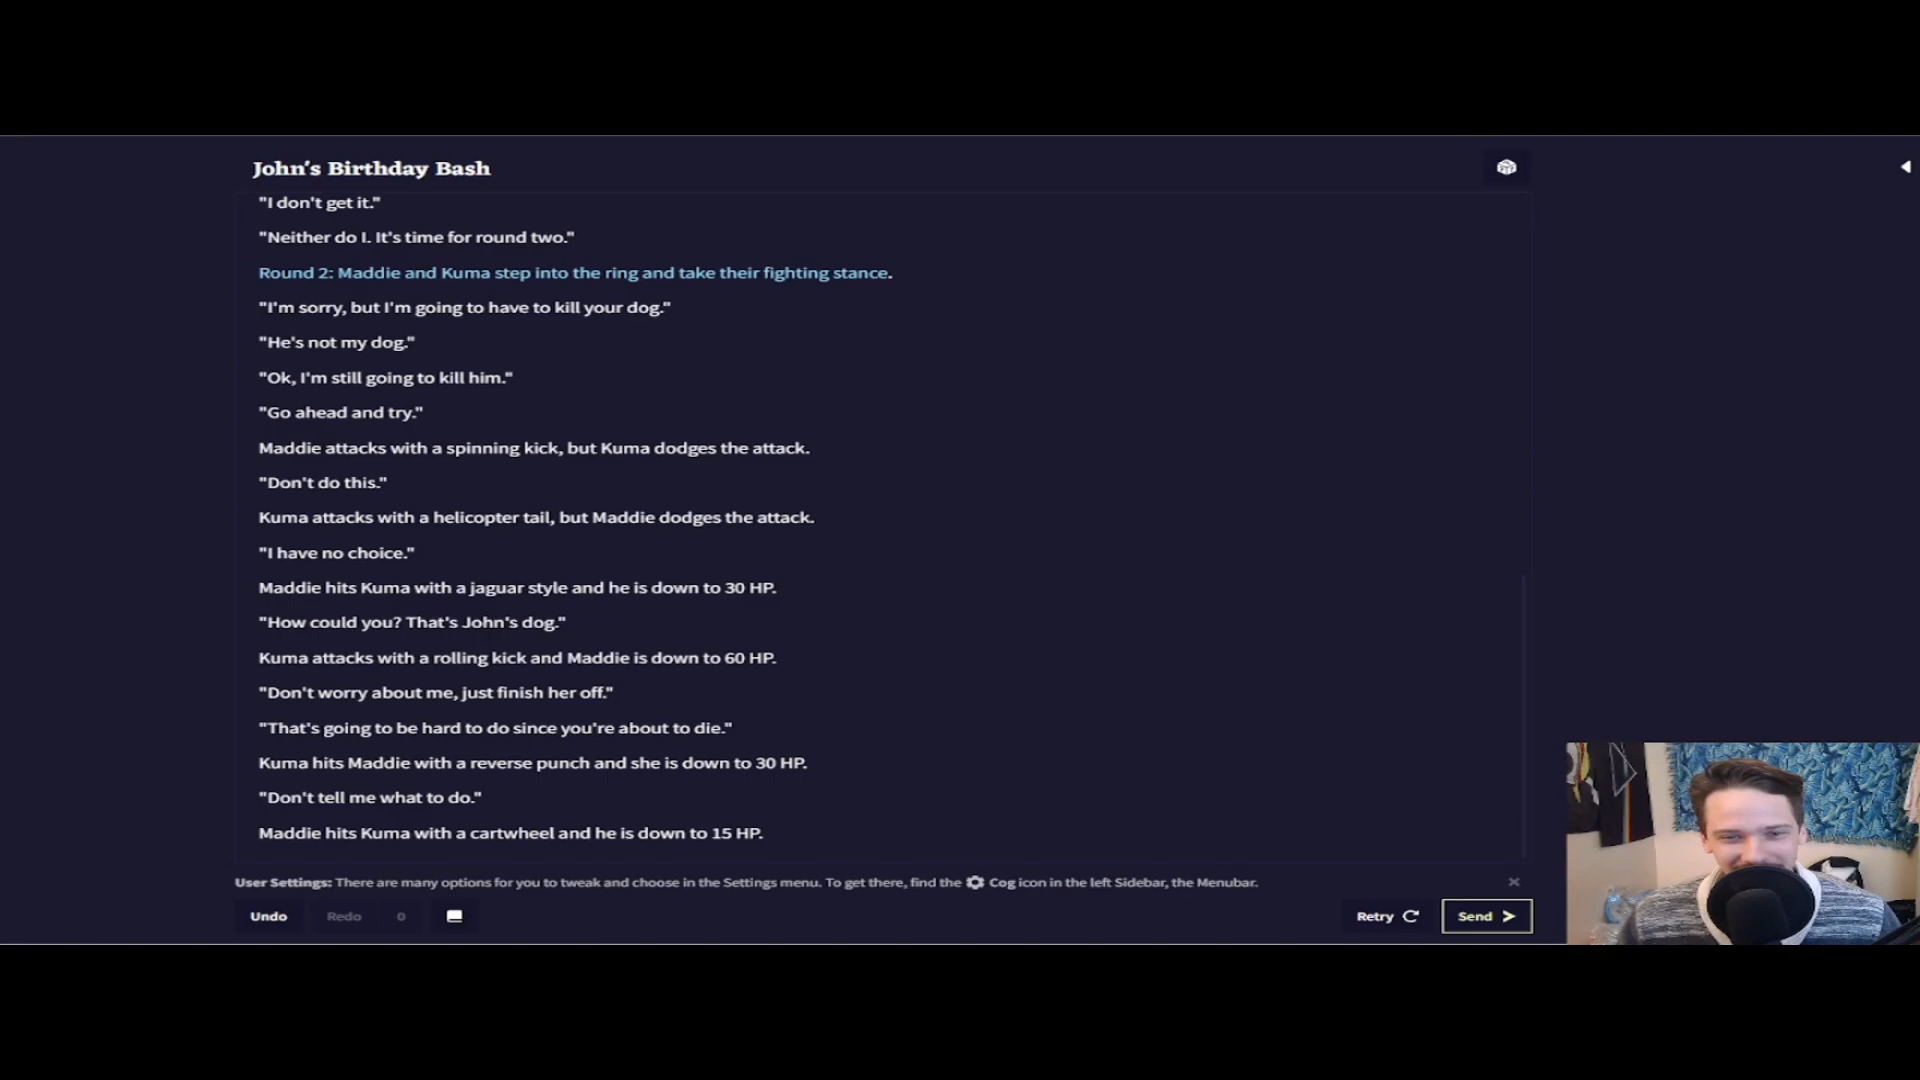 John's Birthday Bash
"I don't get it."
"Neither do I. It's time for round two."
Round 2: Maddie and Kuma step into the ring and take their fighting stance.
"I'm sorry, but I'm going to have to kill your dog."
"He's not my dog."
"Ok, I'm still going to kill him."
"Go ahead and try."
Maddie attacks with a spinning kick, but Kuma dodges the attack.
"Don't do this."
Kuma attacks with a helicopter tail, but Maddie dodges the attack.
"I have no choice."
Maddie hits Kuma with a jaguar style and he is down to 30 HP.
"How could you? That's John's dog."
Kuma attacks with a rolling kick and Maddie is down to 60 HP.
"Don't worry about me, just finish her off."
"That's going to be hard to do since you're about to die."
Kuma hits Maddie with a reverse punch and she is down to 30 HP.
"Don't tell me what to do."
Maddie hits Kuma with a cartwheel and he is down to 15 HP.
User Settings: There are many options for you to tweak and choose in the Settings menu. To get there, find the Cog icon in the left Sidebar, the Menubar.
Undo Redo 0 Retry Send